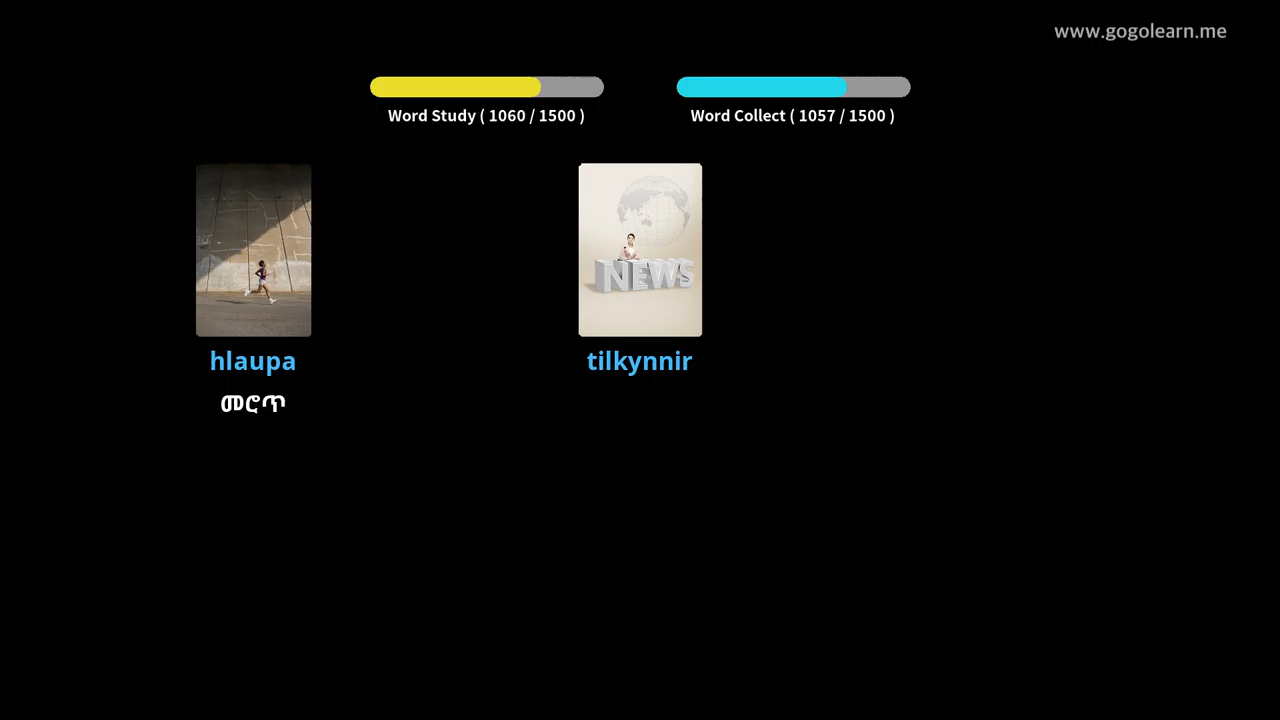 www.gogolearn.me
Word Study ( 1060 / 1500 )
Word Collect ( 1057 / 1500 )
NEWS
hlaupa
tilkynnir
መሮጥ